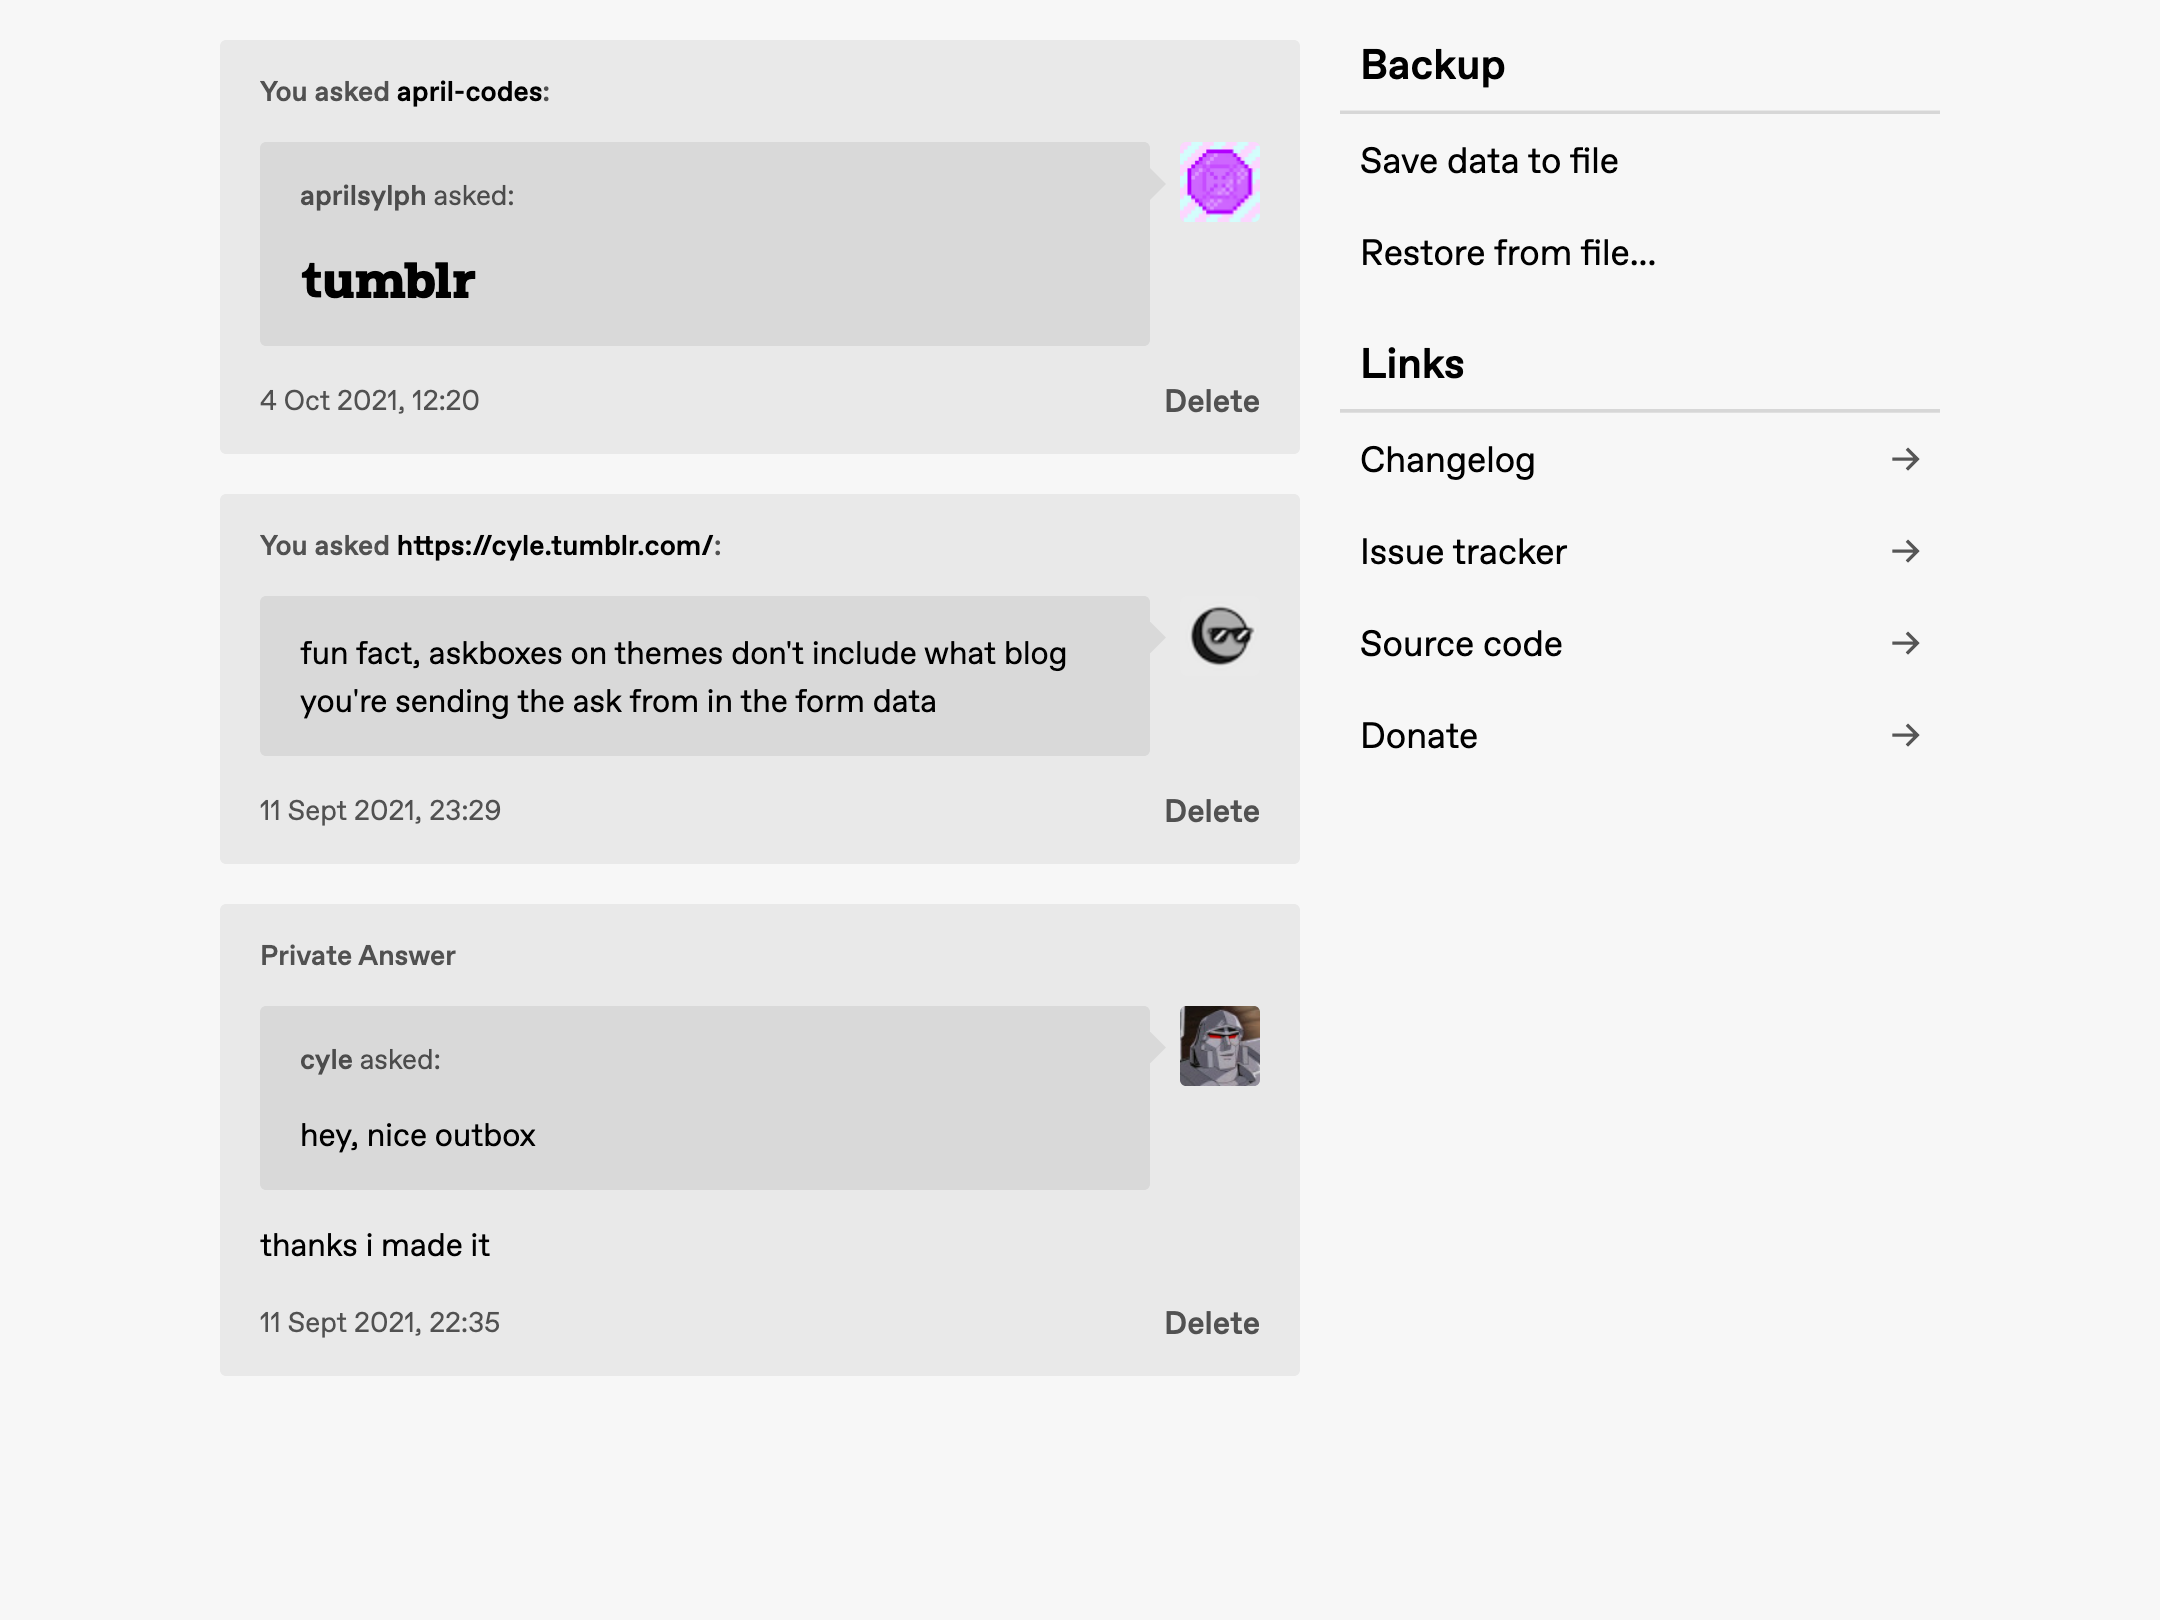 You asked april-codes:
aprilsylph asked:
tumblr
4 Oct 2021, 12:20
Delete
You asked https://cyle.tumblr.com/:
fun fact, askboxes on themes don't include what blog
you're sending the ask from in the form data
11 Sept 2021, 23:29
Delete
Private Answer
cyle asked:
hey, nice outbox
thanks i made it
11 Sept 2021, 22:35
Delete
Backup
Save data to file
Restore from file...
Links
Changelog
Issue tracker
Source code
Donate